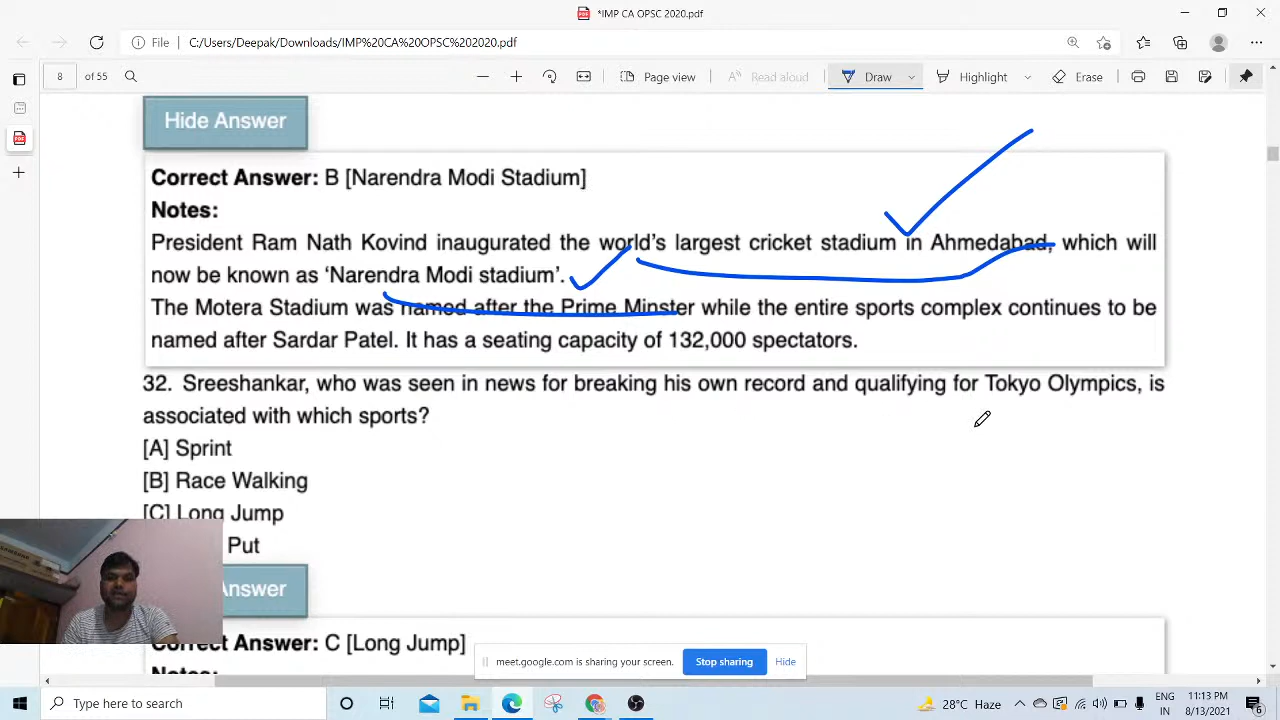 *IMP CA OPSC 2020.pdf
File C:/Users/Deepak/Downloads/IMP%20CA%20OPSC%202020.pdf
8 of 55 Page view Read aloud Draw Highlight Erase
Hide Answer
Correct Answer: B [Narendra Modi Stadium]
Notes:
President Ram Nath Kovind inaugurated the world's largest cricket stadium in Ahmedabad, which will
now be known as 'Narendra Modi stadium'.
The Motera Stadium was named after the Prime Minster while the entire sports complex continues to be
named after Sardar Patel. It has a seating capacity of 132,000 spectators.
32. Sreeshankar, who was seen in news for breaking his own record and qualifying for Tokyo Olympics, is
associated with which sports?
[A] Sprint
[B] Race Walking
[C] Long Jump
Put
Answer
Correct Answer: C [Long Jump]
Notes:
meet.google.com is sharing your screen. Stop sharing Hide
Type here to search 28°C Haze ENG 11:13 PM
IN 8/13/2021 6